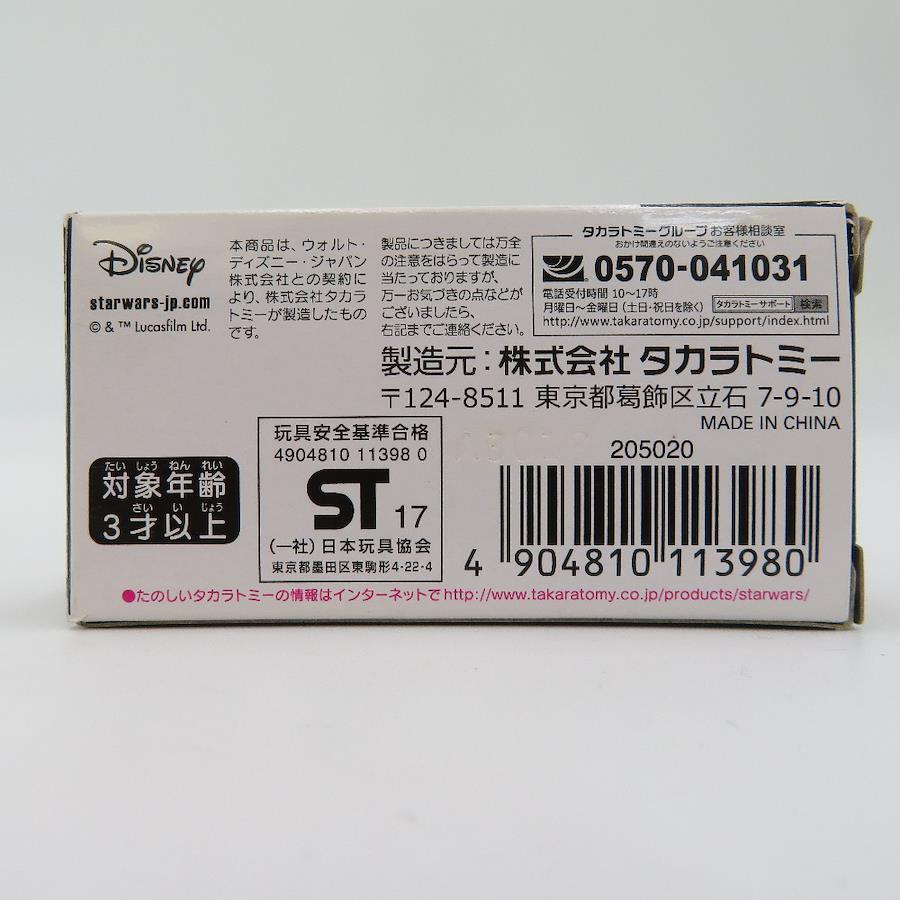 Disney
starwars-jp.com
© & ™ Lucasfilm Ltd.
本商品は、ウォルト・
ディズニー・ジャパン
株式会社との契約
により、株式会社タカラ
トミーが製造したもの
です。
製品につきましては万全
の注意をはらって製造に
当たっておりますが、
万一お気づきの点などが
ございましたら、
右記までご連絡ください。
タカラトミーグループ お客様相談室
おかけ間違えのないようご注意ください
0570-041031
電話受付時間 10〜17時
月曜日〜金曜日 (土日・祝日を除く) タカラトミーサポート 検索
http://www.takaratomy.co.jp/support/index.html
製造元：株式会社 タカラトミー
〒124-8511 東京都葛飾区立石 7-9-10
MADE IN CHINA
たい しょう ねん れい
対象年齢
さい い じょう
3才以上
玩具安全基準合格
4904810 11398 0
ST 17
(一社)日本玩具協会
東京都墨田区東駒形4-22-4
205020
4 904810 113980
●たのしいタカラトミーの情報はインターネットで http://www.takaratomy.co.jp/products/starwars/